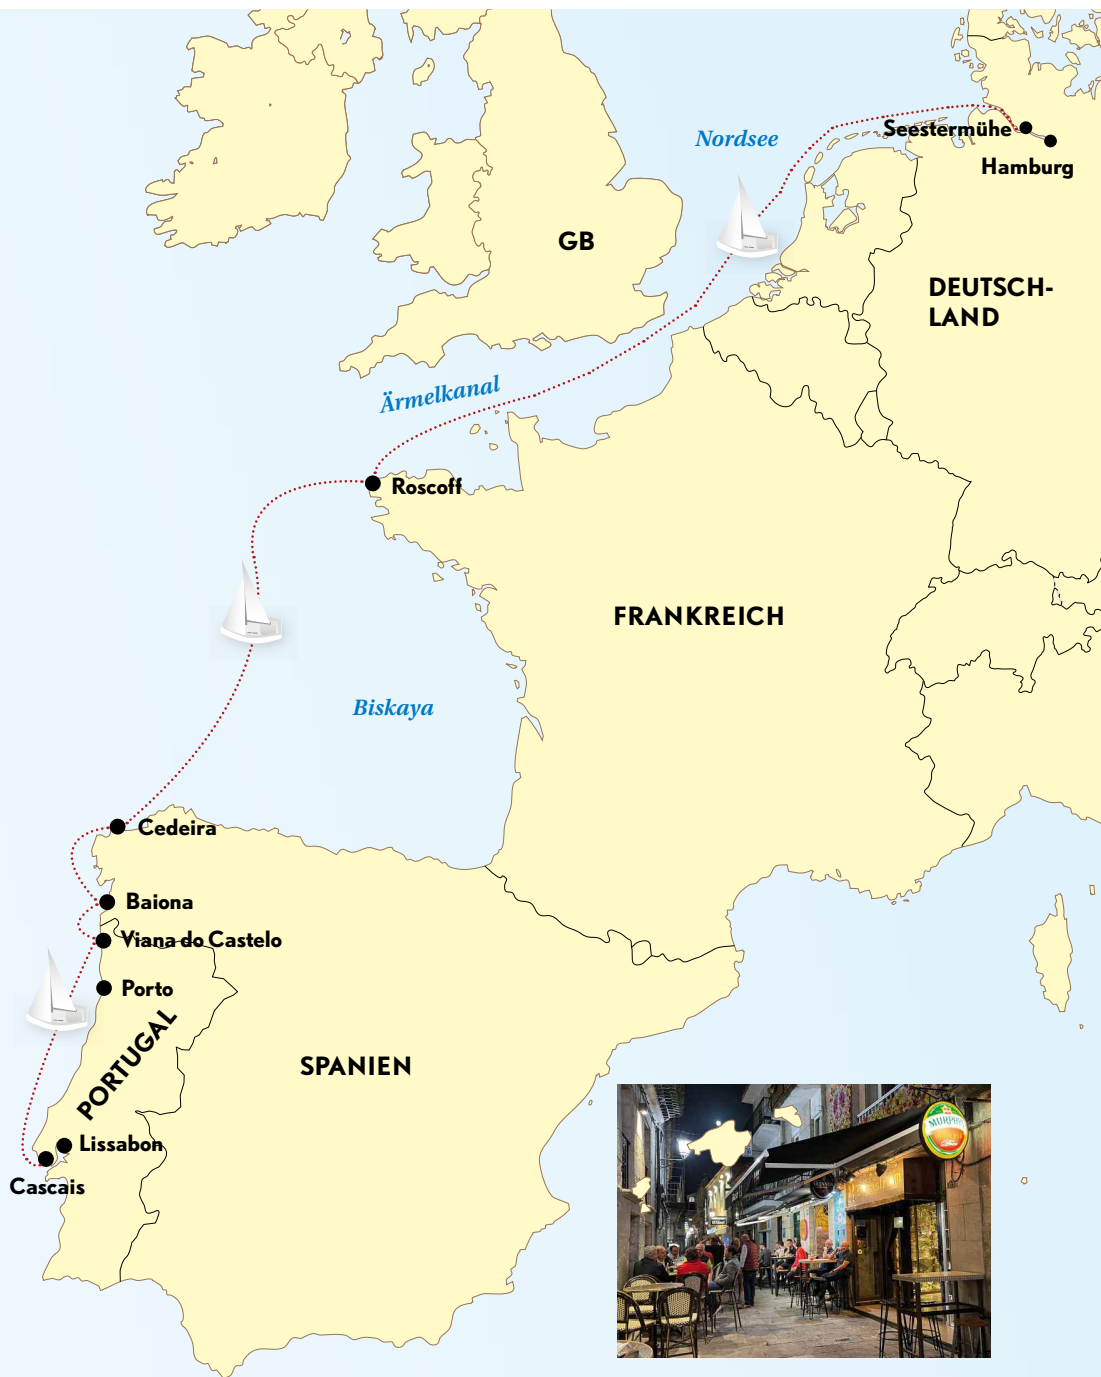 Nordsee
Seestermühe
Hamburg
GB
DEUTSCH-
LAND
Ärmelkanal
Roscoff
FRANKREICH
Biskaya
Cedeira
Baiona
Viana do Castelo
Porto
PORTUGAL
SPANIEN
Lissabon
Cascais
MURPHY'S
GUINNESS